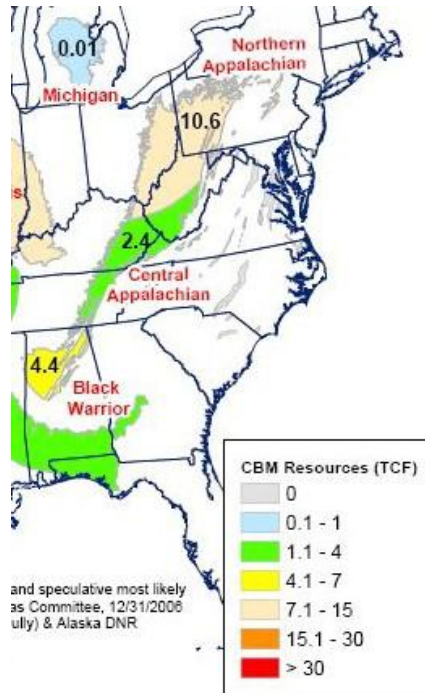 0.01
Michigan
Northern
Appalachian
10.6
s
2.4
Central
Appalachian
4.4
Black
Warrior
CBM Resources (TCF)
0
0.1 - 1
1.1 - 4
4.1 - 7
7.1 - 15
15.1 - 30
> 30
and speculative most likely
as Committee, 12/31/2006
ully) & Alaska DNR